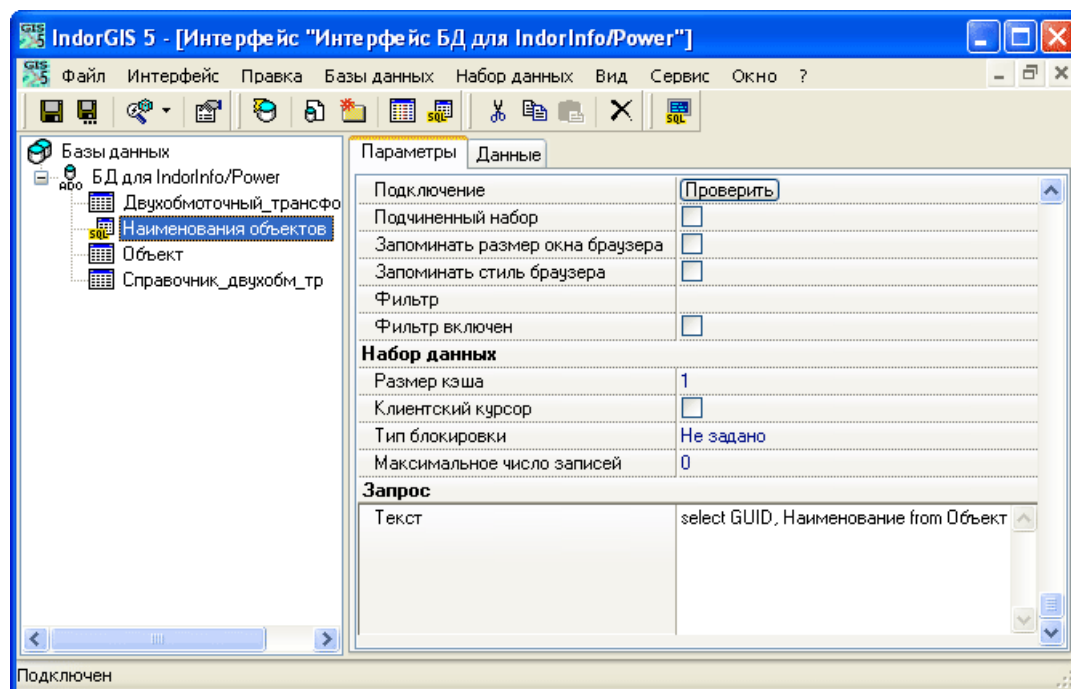 IndorGIS 5 - [Интерфейс "Интерфейс БД для IndorInfo/Power"]
Файл Интерфейс Правка Базы данных Набор данных Вид Сервис Окно ?
Базы данных
БД для IndorInfo/Power
Двухобмоточный_трансфо
Наименования объектов
Объект
Справочник_двухобм_тр
Параметры Данные
Подключение Проверить
Подчиненный набор
Запоминать размер окна браузера
Запоминать стиль браузера
Фильтр
Фильтр включен
Набор данных
Размер кэша 1
Клиентский курсор
Тип блокировки Не задано
Максимальное число записей 0
Запрос
Текст select GUID, Наименование from Объект
Подключен